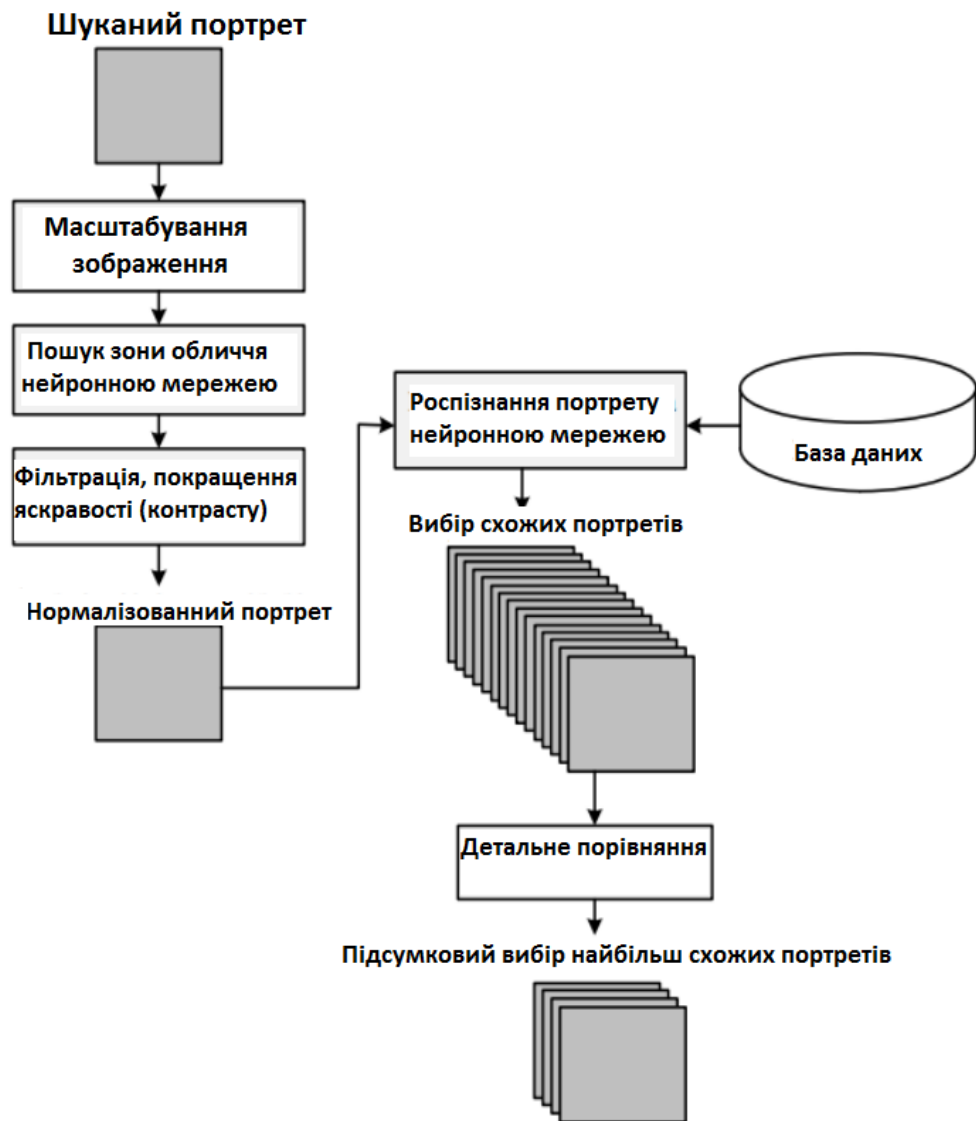 Шуканий портрет
Масштабування
зображення
Пошук зони обличчя
нейронною мережею
Фільтрація, покращення
яскравості (контрасту)
Нормалізованний портрет
Роспізнання портрету
нейронною мережею
База даних
Вибір схожих портретів
Детальне порівняння
Підсумковий вибір найбільш схожих портретів